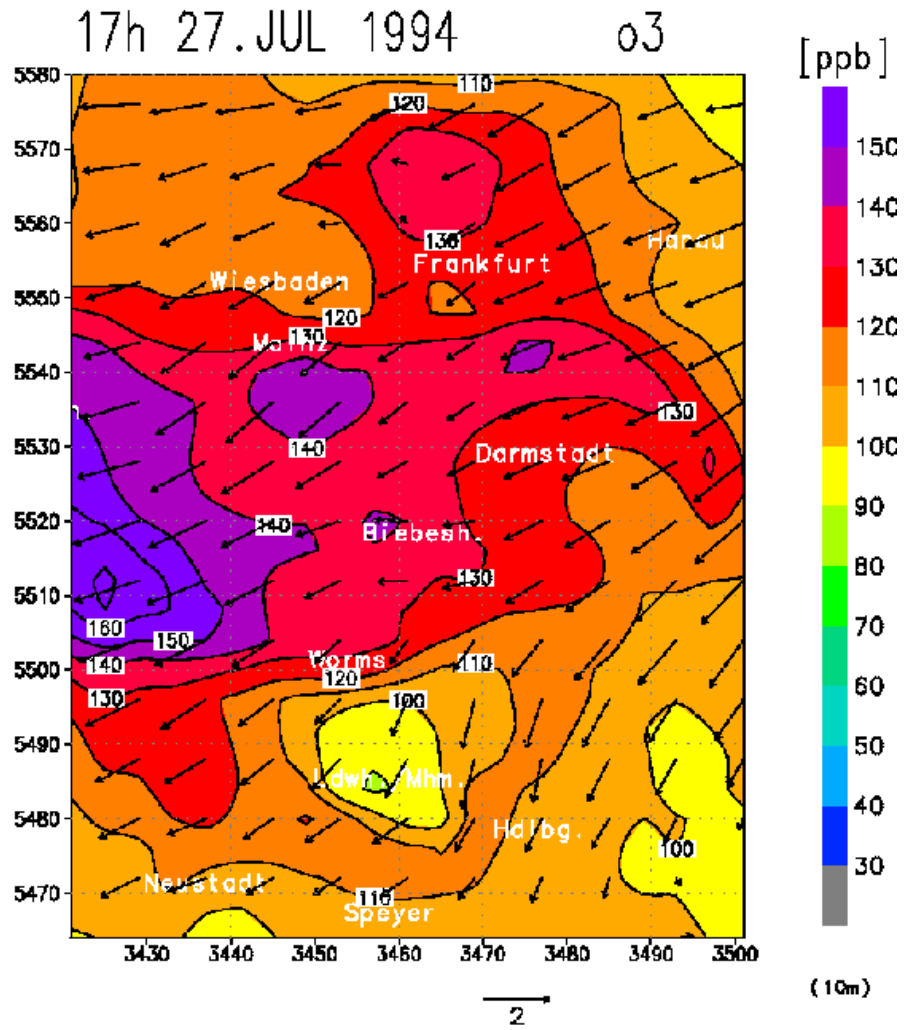 17h 27.JUL 1994 o3
[ppb]
5580
5570
5560
5550
5540
5530
5520
5510
5500
5490
5480
5470
110
120
130
Hanau
Frankfurt
Wiesbaden
120
130
Mainz
140
130
Darmstadt
140
Biebesh.
130
160
150
140
Worms
110
120
130
100
Ldwh./Mhm.
Hdlbg.
100
Neustadt
110
Speyer
3430 3440 3450 3460 3470 3480 3490 3500
150
140
130
120
110
100
90
80
70
60
50
40
30
(10m)
2